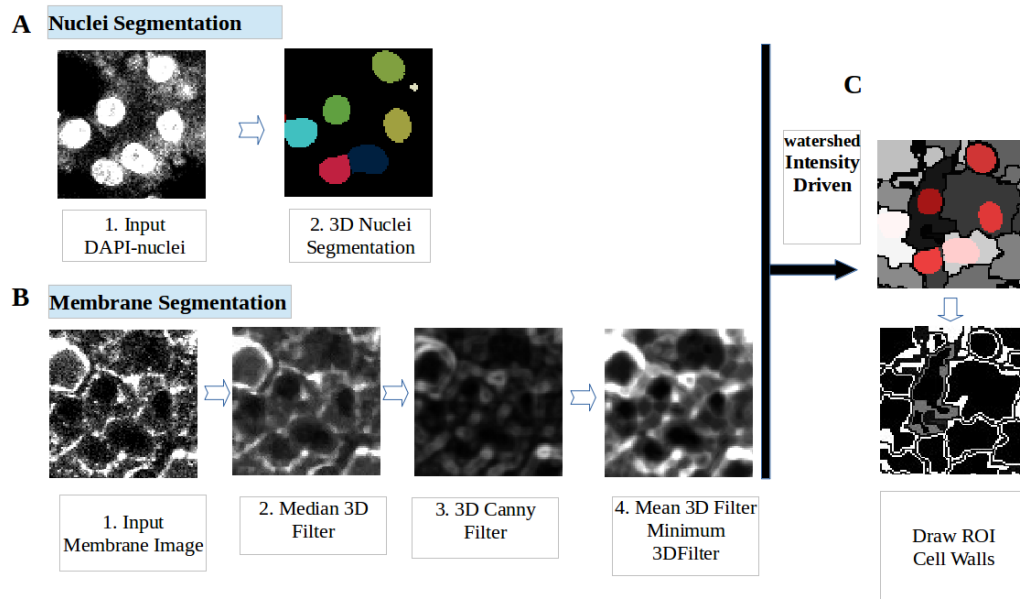 A
Nuclei Segmentation
1. Input
DAPI-nuclei
2. 3D Nuclei
Segmentation
B
Membrane Segmentation
1. Input
Membrane Image
2. Median 3D
Filter
3. 3D Canny
Filter
4. Mean 3D Filter
Minimum
3DFilter
C
watershed
Intensity
Driven
Draw ROI
Cell Walls